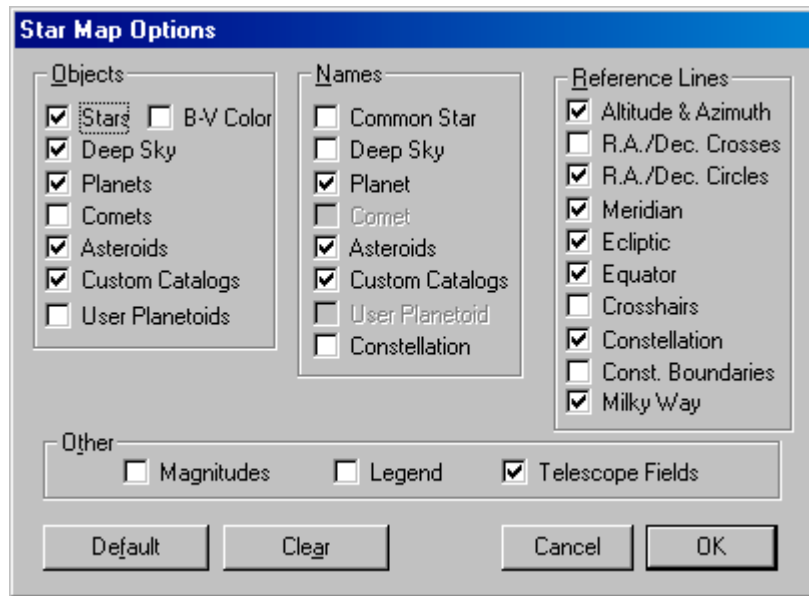 Star Map Options
Objects
Stars
B-V Color
Deep Sky
Planets
Comets
Asteroids
Custom Catalogs
User Planetoids
Names
Common Star
Deep Sky
Planet
Comet
Asteroids
Custom Catalogs
User Planetoid
Constellation
Reference Lines
Altitude & Azimuth
R.A./Dec. Crosses
R.A./Dec. Circles
Meridian
Ecliptic
Equator
Crosshairs
Constellation
Const. Boundaries
Milky Way
Other
Magnitudes
Legend
Telescope Fields
Default
Clear
Cancel
OK